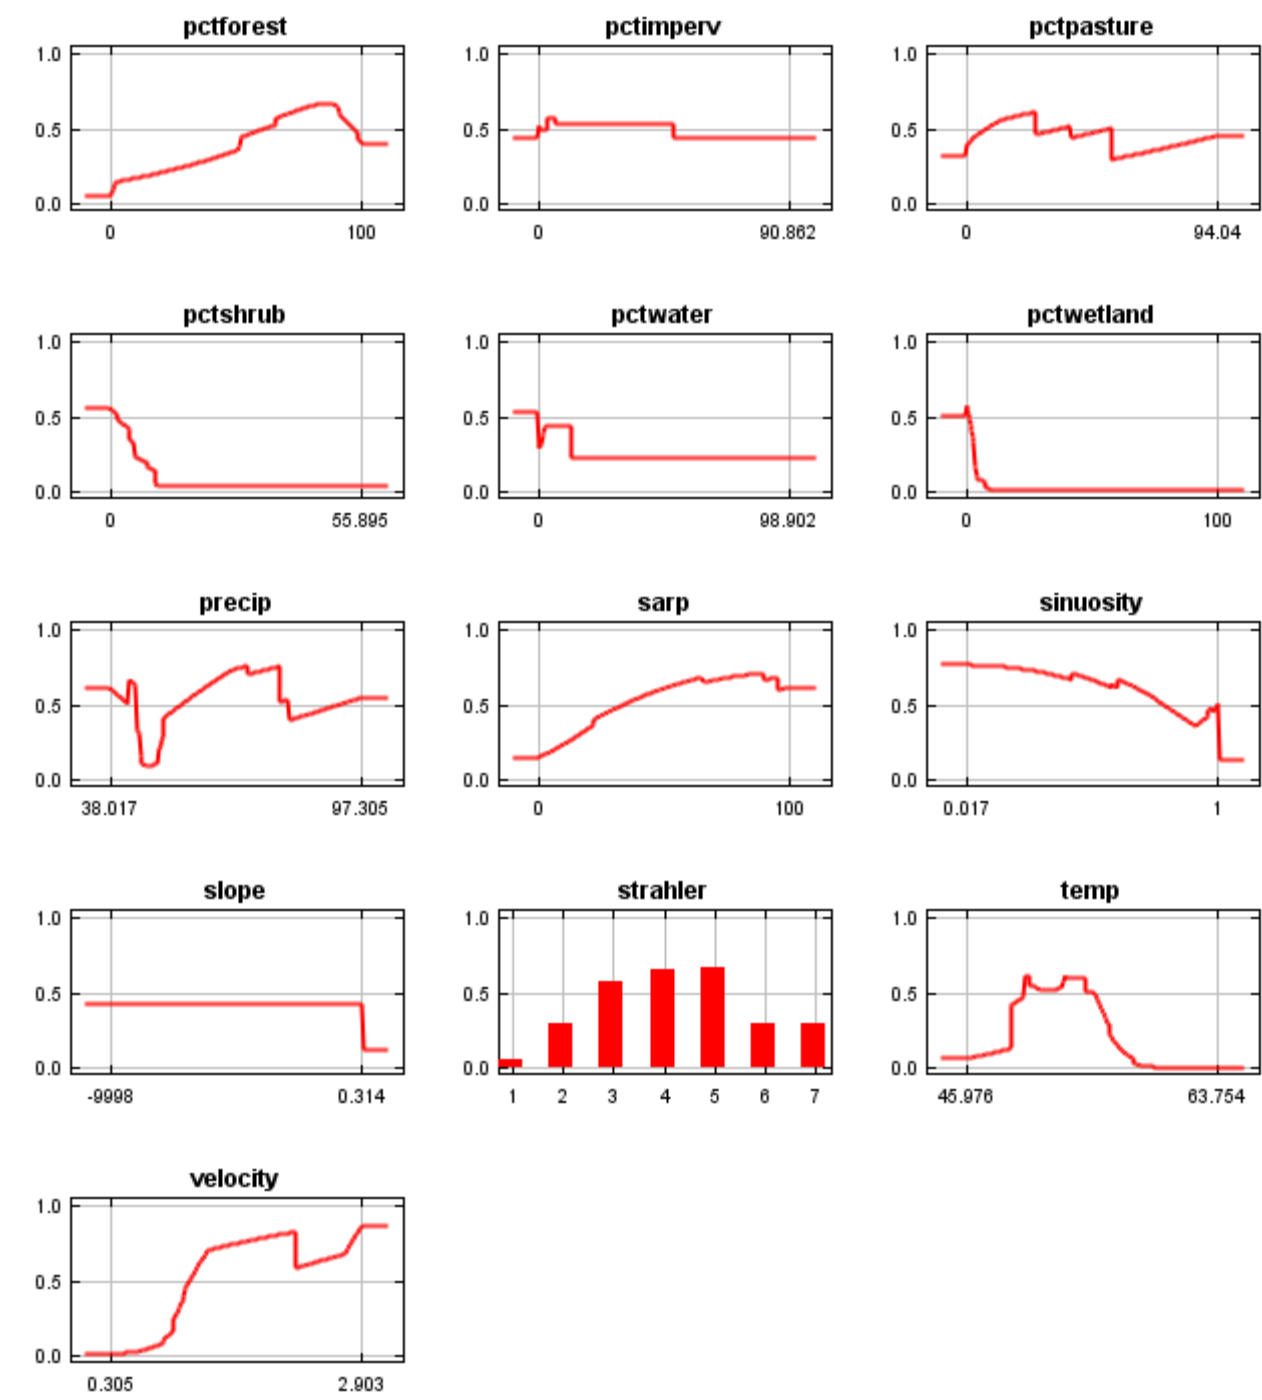 pctforest pctimperv pctpasture
1.0 1.0 1.0
0.5 0.5 0.5
0.0 0.0 0.0
0 100 0 90.862 0 94.04
pctshrub pctwater pctwetland
1.0 1.0 1.0
0.5 0.5 0.5
0.0 0.0 0.0
0 55.895 0 98.902 0 100
precip sarp sinuosity
1.0 1.0 1.0
0.5 0.5 0.5
0.0 0.0 0.0
38.017 97.305 0 100 0.017 1
slope strahler temp
1.0 1.0 1.0
0.5 0.5 0.5
0.0 0.0 0.0
-9998 0.314 1 2 3 4 5 6 7 45.976 63.754
velocity
1.0
0.5
0.0
0.305 2.903